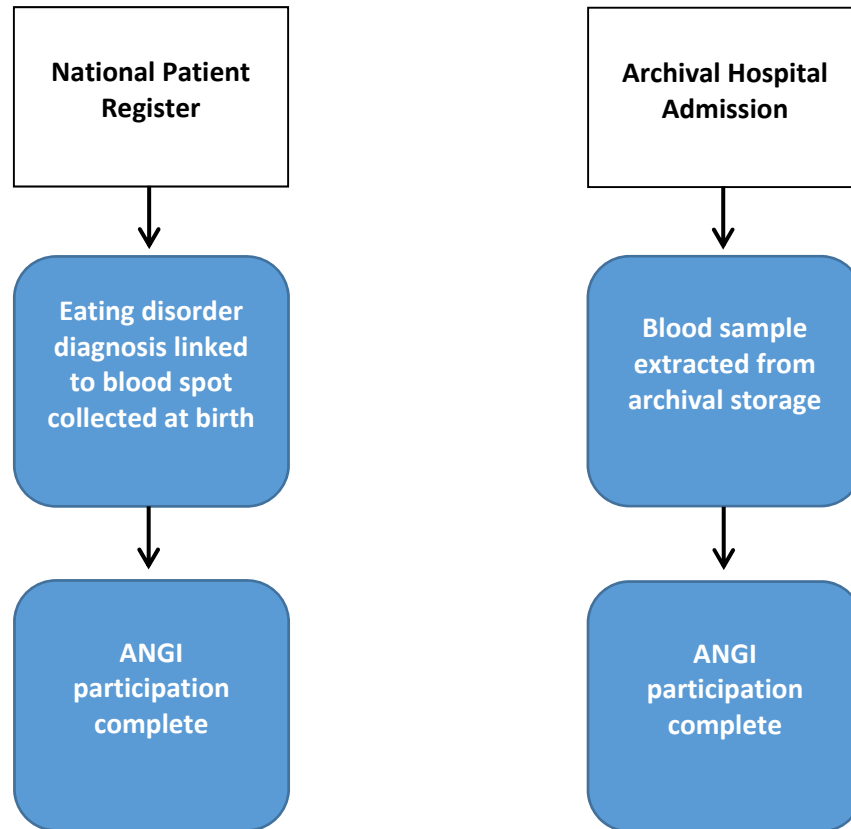 National Patient
Register
Eating disorder
diagnosis linked
to blood spot
collected at birth
ANGI
participation
complete
Archival Hospital
Admission
Blood sample
extracted from
archival storage
ANGI
participation
complete